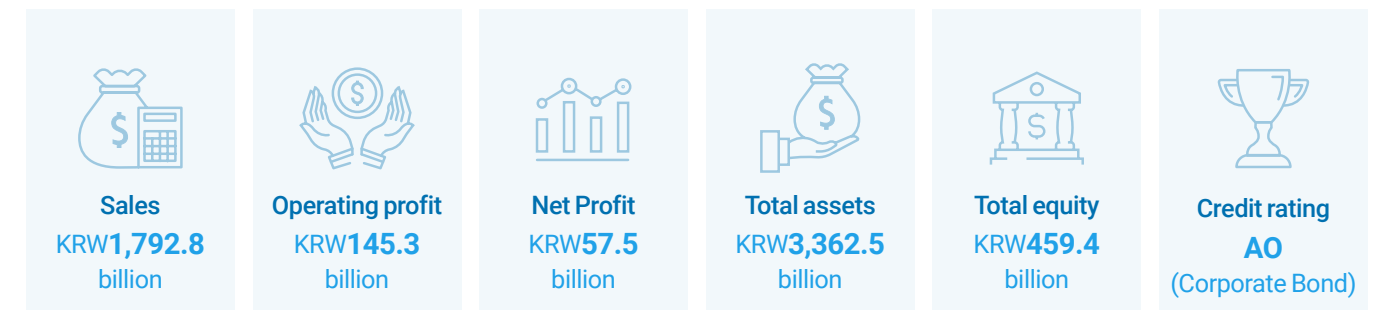 Sales
KRW1,792.8
billion
Operating profit
KRW145.3
billion
Net Profit
KRW57.5
billion
Total assets
KRW3,362.5
billion
Total equity
KRW459.4
billion
Credit rating
AO
(Corporate Bond)